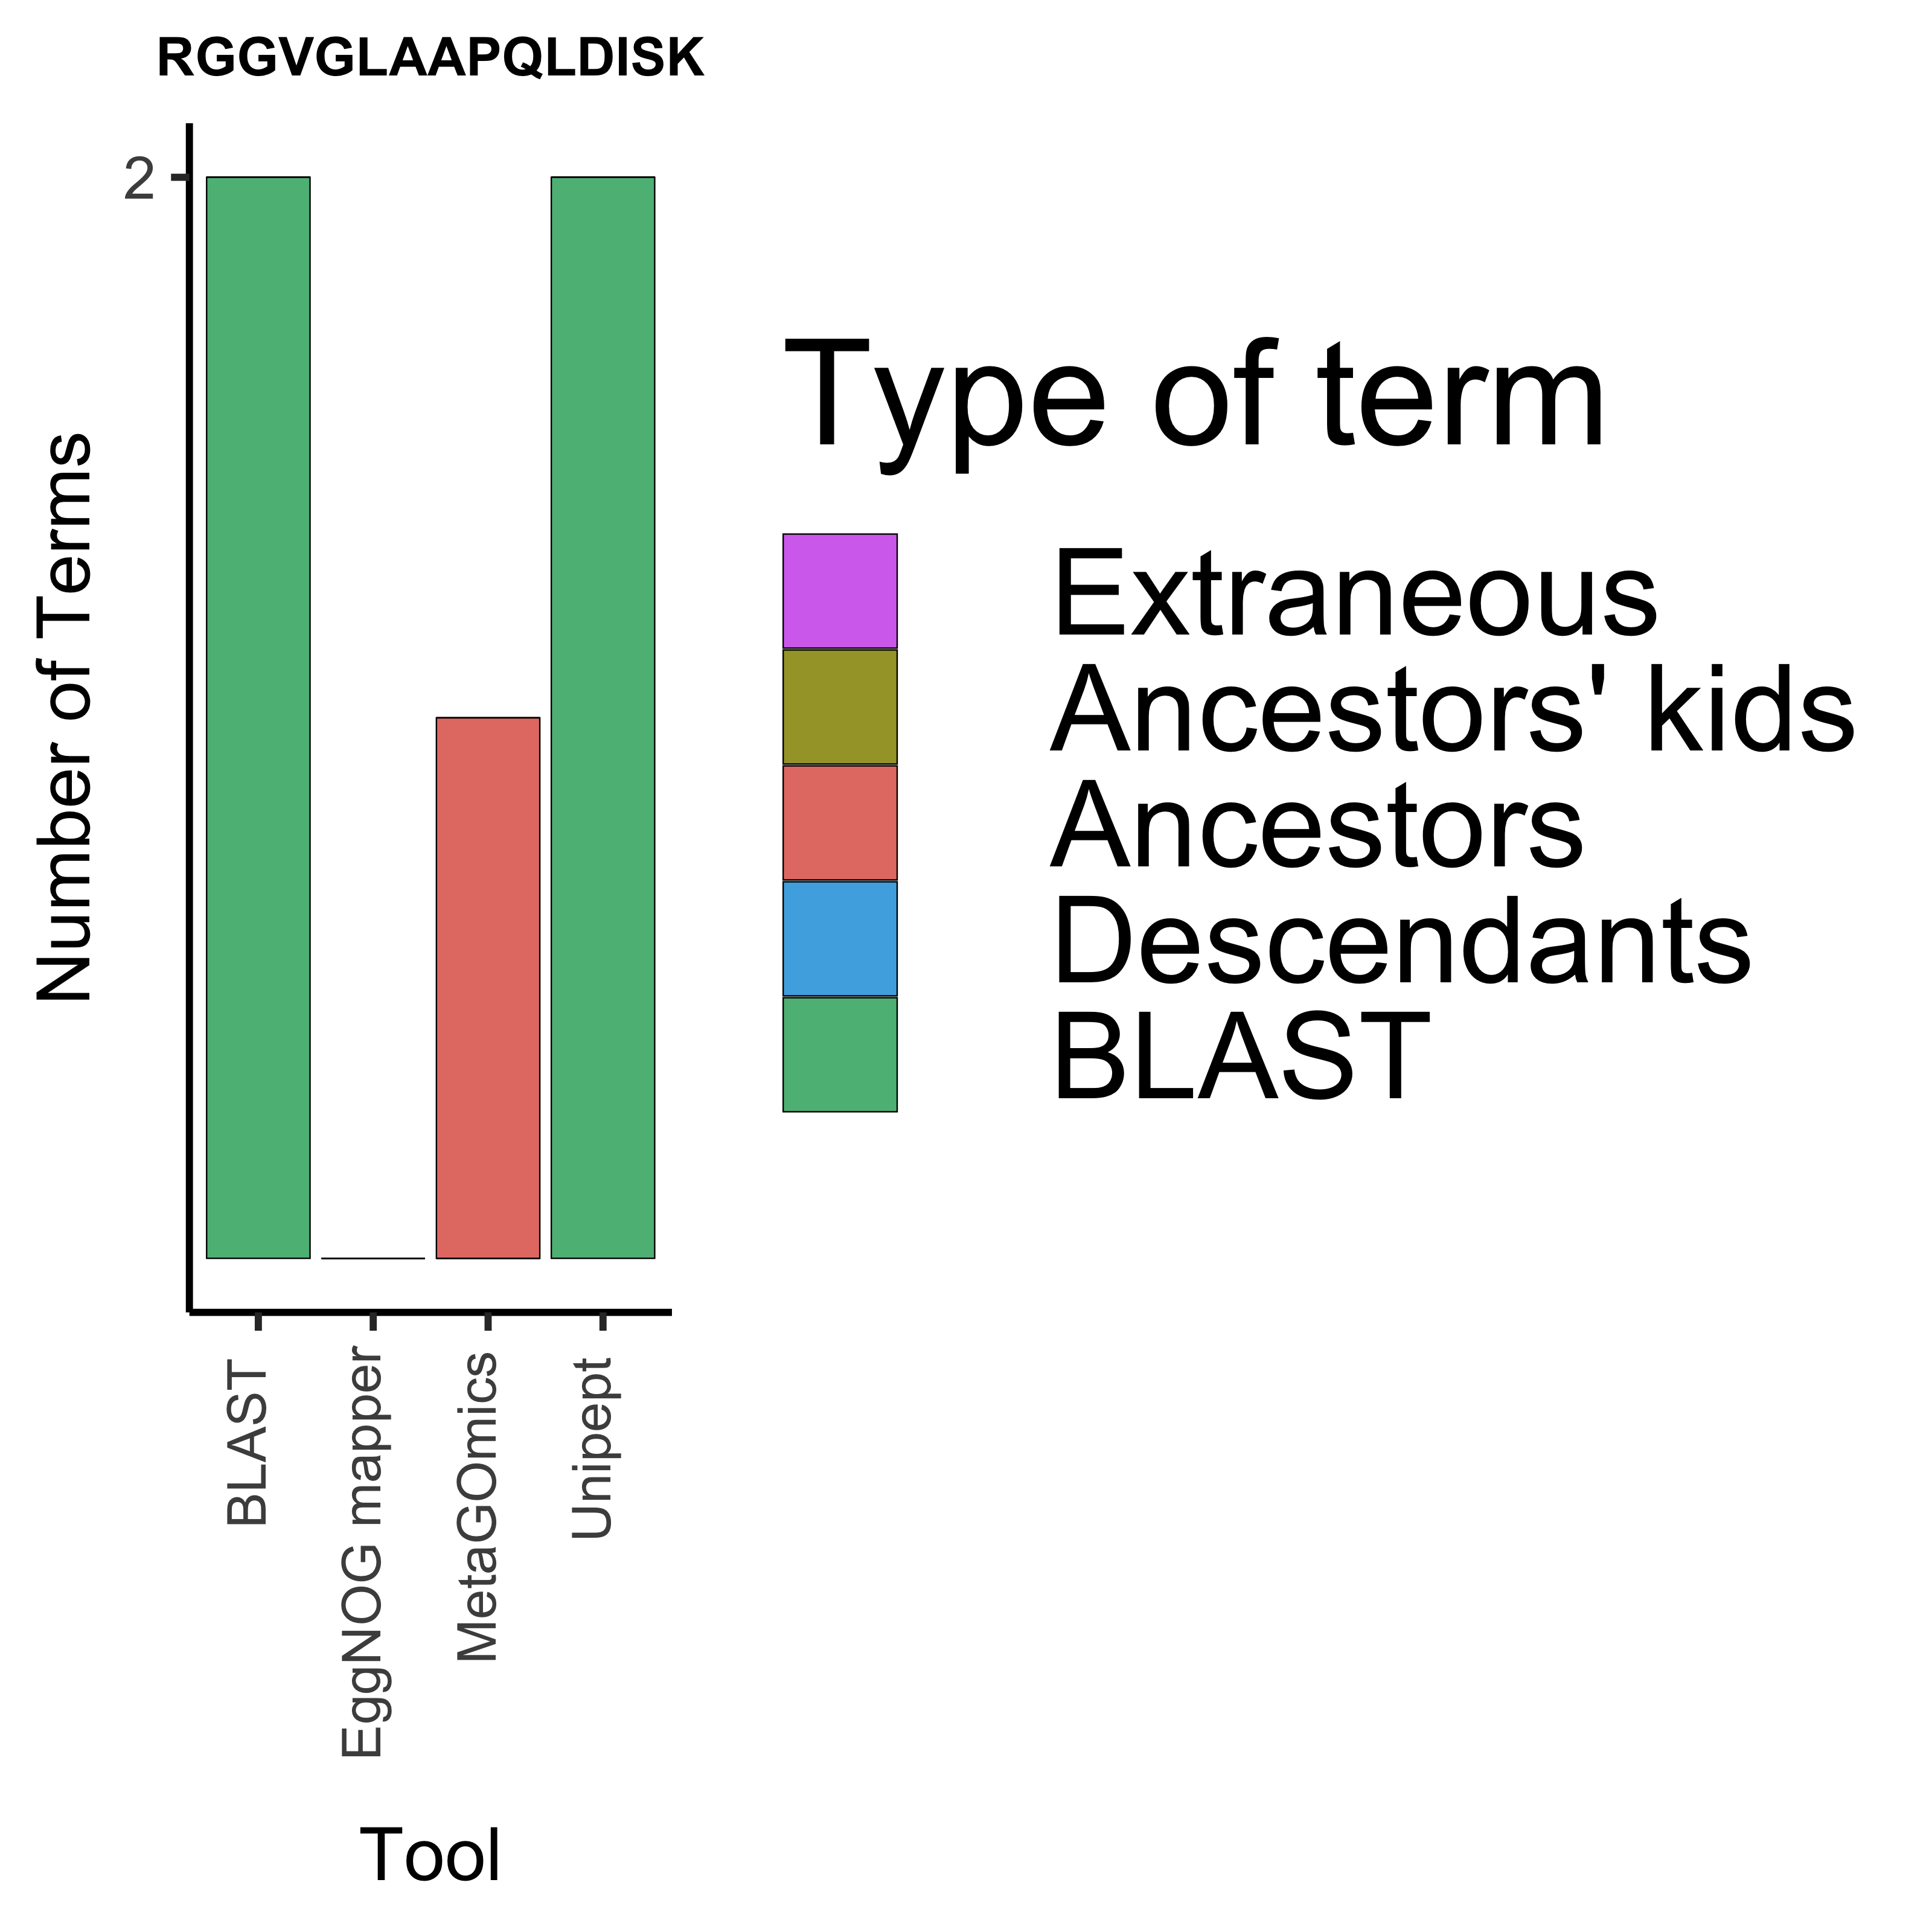 RGGVGLAAPQLDISK
2
Number of Terms
Type of term
Extraneous
Ancestors' kids
Ancestors
Descendants
BLAST
BLAST
EggNOG mapper
MetaGOmics
Unipept
Tool